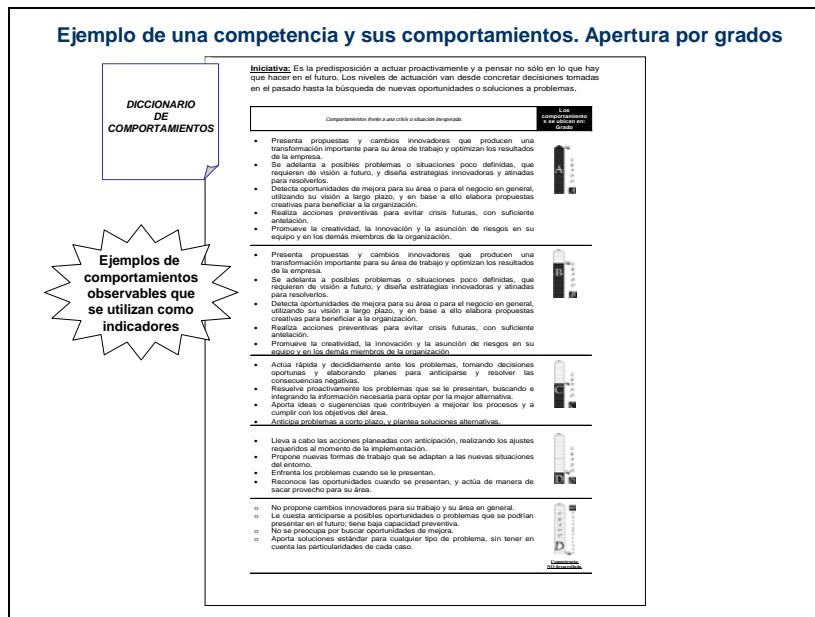 Ejemplo de una competencia y sus comportamientos. Apertura por grados
DICCIONARIO
DE
COMPORTAMIENTOS
Ejemplos de
comportamientos
observables que
se utilizan como
indicadores
Iniciativa: Es la predisposición a actuar proactivamente y a pensar no sólo en lo que hay
que hacer en el futuro. Los niveles de actuación van desde concretar decisiones tomadas
en el pasado hasta la búsqueda de nuevas oportunidades o soluciones a problemas.
Comportamientos frente a una crisis o situación inesperada.
Los
comportamiento
s se ubican en:
Grado
• Presenta propuestas y cambios innovadores que producen una
transformación importante para su área de trabajo y optimizan los resultados
de la empresa.
• Se adelanta a posibles problemas o situaciones poco definidas, que
requieren de visión a futuro, y diseña estrategias innovadoras y atinadas
para resolverlos.
• Detecta oportunidades de mejora para su área o para el negocio en general,
utilizando su visión a largo plazo, y en base a ello elabora propuestas
creativas para beneficiar a la organización.
• Realiza acciones preventivas para evitar crisis futuras, con suficiente
antelación.
• Promueve la creatividad, la innovación y la asunción de riesgos en su
equipo y en los demás miembros de la organización.
A
• Presenta propuestas y cambios innovadores que producen una
transformación importante para su área de trabajo y optimizan los resultados
de la empresa.
• Se adelanta a posibles problemas o situaciones poco definidas, que
requieren de visión a futuro, y diseña estrategias innovadoras y atinadas
para resolverlos.
• Detecta oportunidades de mejora para su área o para el negocio en general,
utilizando su visión a largo plazo, y en base a ello elabora propuestas
creativas para beneficiar a la organización.
• Realiza acciones preventivas para evitar crisis futuras, con suficiente
antelación.
• Promueve la creatividad, la innovación y la asunción de riesgos en su
equipo y en los demás miembros de la organización
B
• Actúa rápida y decididamente ante los problemas, tomando decisiones
oportunas y elaborando planes para anticiparse y resolver las
consecuencias negativas.
• Resuelve proactivamente los problemas que se le presentan, buscando e
integrando la información necesaria para optar por la mejor alternativa.
• Aporta ideas o sugerencias que contribuyen a mejorar los procesos y a
cumplir con los objetivos del área.
• Anticipa problemas a corto plazo, y plantea soluciones alternativas.
C
• Lleva a cabo las acciones planeadas con anticipación, realizando los ajustes
requeridos al momento de la implementación.
• Propone nuevas formas de trabajo que se adaptan a las nuevas situaciones
del entorno.
• Enfrenta los problemas cuando se le presentan.
• Reconoce las oportunidades cuando se presentan, y actúa de manera de
sacar provecho para su área.
D
o No propone cambios innovadores para su trabajo y su área en general.
o Le cuesta anticiparse a posibles oportunidades o problemas que se podrían
presentar en el futuro; tiene baja capacidad preventiva.
o No se preocupa por buscar oportunidades de mejora.
o Aporta soluciones estándar para cualquier tipo de problema, sin tener en
cuenta las particularidades de cada caso.
D
Competencia
NO desarrollada